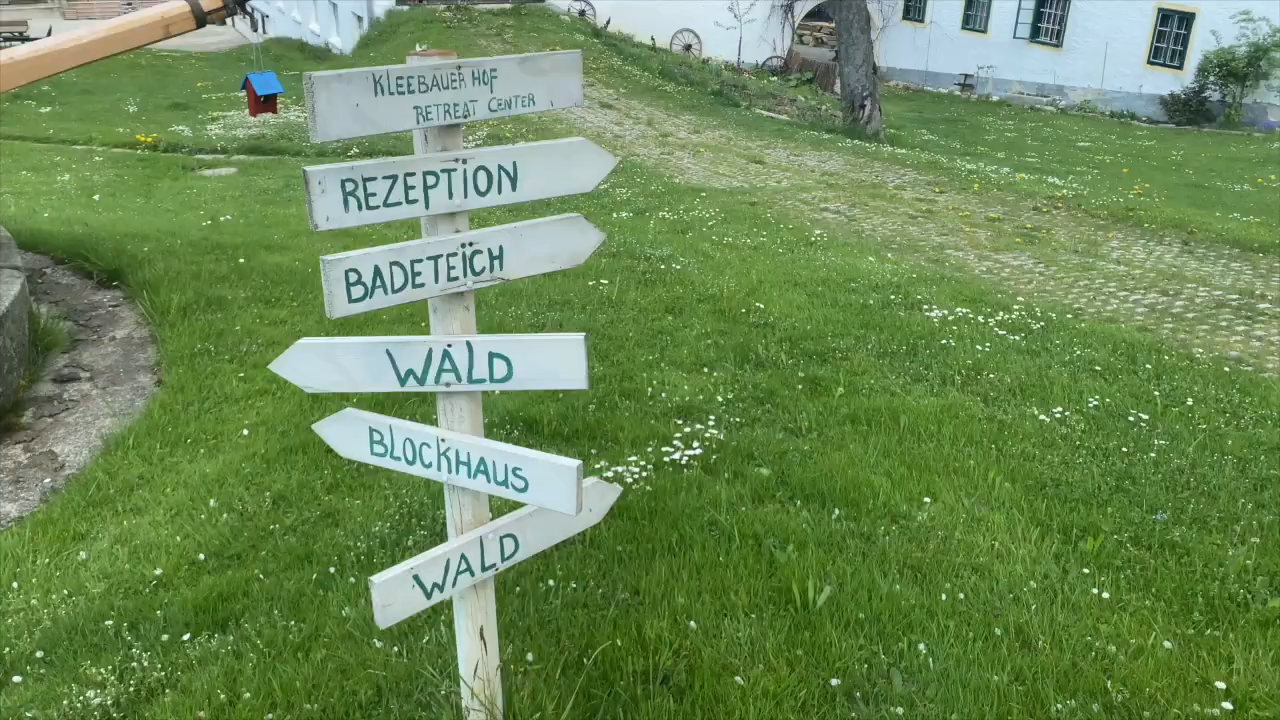 KLEEBAUER HOF
RETREAT CENTER
REZEPTION
BADETEICH
WALD
BLOCKHAUS
WALD